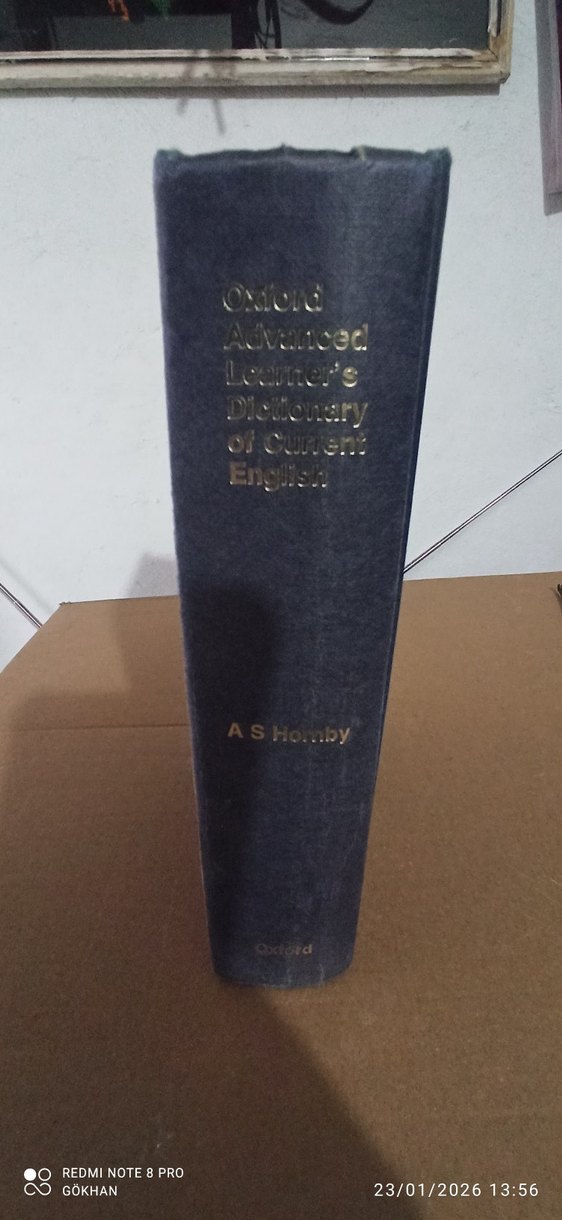 Oxford
Advanced
Learner's
Dictionary
of Current
English
A S Hornby
Oxford
REDMI NOTE 8 PRO
GÖKHAN
23/01/2026 13:56